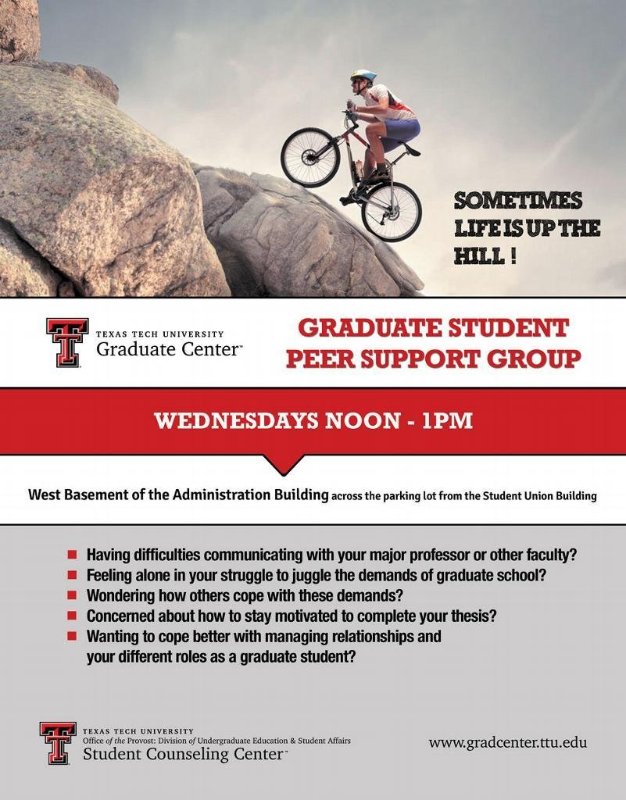 SOMETIMES
LIFE IS UP THE
HILL !
TEXAS TECH UNIVERSITY
Graduate Center™
GRADUATE STUDENT
PEER SUPPORT GROUP
WEDNESDAYS NOON - 1PM
West Basement of the Administration Building across the parking lot from the Student Union Building
Having difficulties communicating with your major professor or other faculty?
Feeling alone in your struggle to juggle the demands of graduate school?
Wondering how others cope with these demands?
Concerned about how to stay motivated to complete your thesis?
Wanting to cope better with managing relationships and
your different roles as a graduate student?
TEXAS TECH UNIVERSITY
Office of the Provost: Division of Undergraduate Education & Student Affairs
Student Counseling Center™
www.gradcenter.ttu.edu